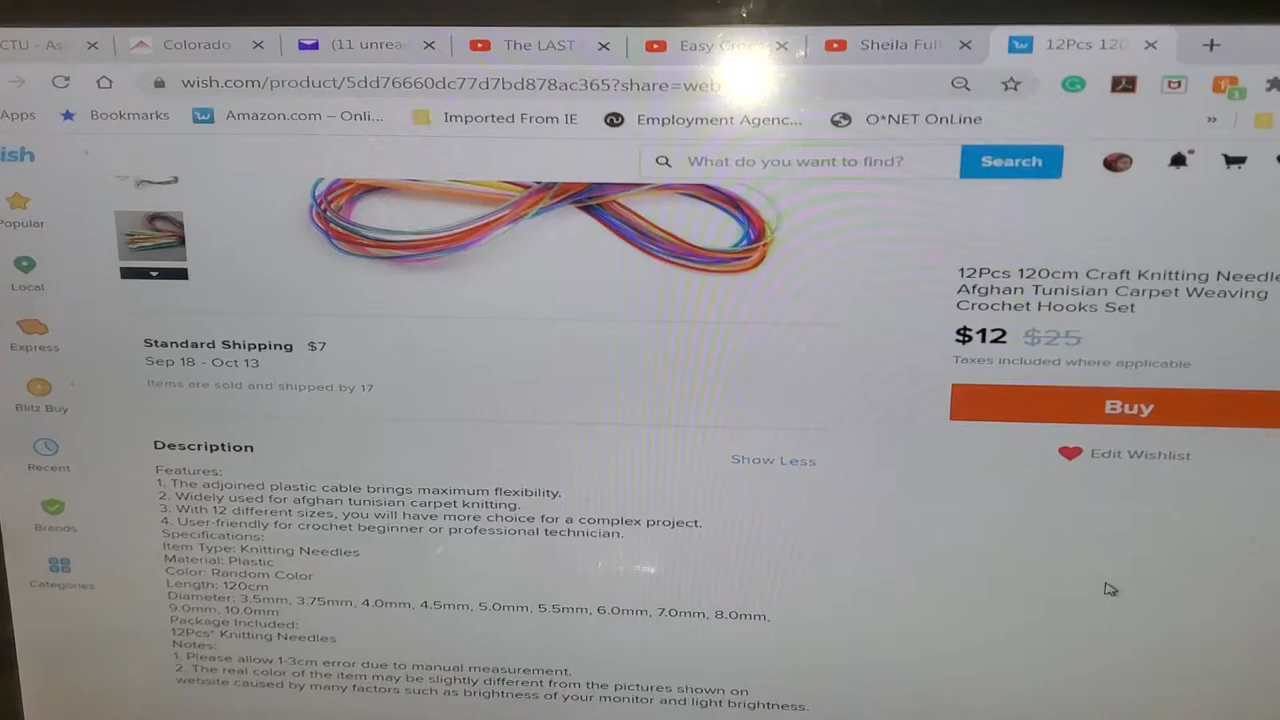 CTU - As
Colorado
(11 unrea
The LAST
Easy Cro
Sheila Full
12Pcs 120
wish.com/product/5dd76660dc77d7bd878ac365?share=web
Apps
Bookmarks
Amazon.com – Onli...
Imported From IE
Employment Agenc...
O*NET OnLine
»
ish
What do you want to find?
Search
Popular
Local
Express
Blitz Buy
Recent
Brands
Categories
12Pcs 120cm Craft Knitting Needle
Afghan Tunisian Carpet Weaving
Crochet Hooks Set
$12 $25
Taxes included where applicable
Buy
Edit Wishlist
Standard Shipping $7
Sep 18 - Oct 13
Items are sold and shipped by 17
Description
Show Less
Features:
1. The adjoined plastic cable brings maximum flexibility.
2. Widely used for afghan tunisian carpet knitting.
3. With 12 different sizes, you will have more choice for a complex project.
4. User-friendly for crochet beginner or professional technician.
Specifications:
Item Type: Knitting Needles
Material: Plastic
Color: Random Color
Length: 120cm
Diameter: 3.5mm, 3.75mm, 4.0mm, 4.5mm, 5.0mm, 5.5mm, 6.0mm, 7.0mm, 8.0mm,
9.0mm, 10.0mm
Package Included:
12Pcs* Knitting Needles
Notes:
1. Please allow 1-3cm error due to manual measurement.
2. The real color of the item may be slightly different from the pictures shown on
website caused by many factors such as brightness of your monitor and light brightness.